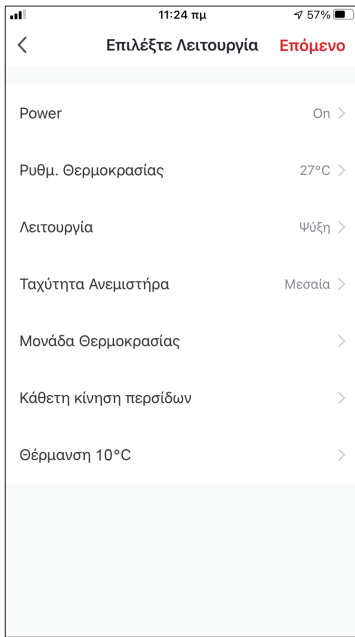 11:24 πμ 57%
Επιλέξτε Λειτουργία Επόμενο
Power On
Ρυθμ. Θερμοκρασίας 27°C
Λειτουργία Ψύξη
Ταχύτητα Ανεμιστήρα Μεσαία
Μονάδα Θερμοκρασίας
Κάθετη κίνηση περσίδων
Θέρμανση 10°C